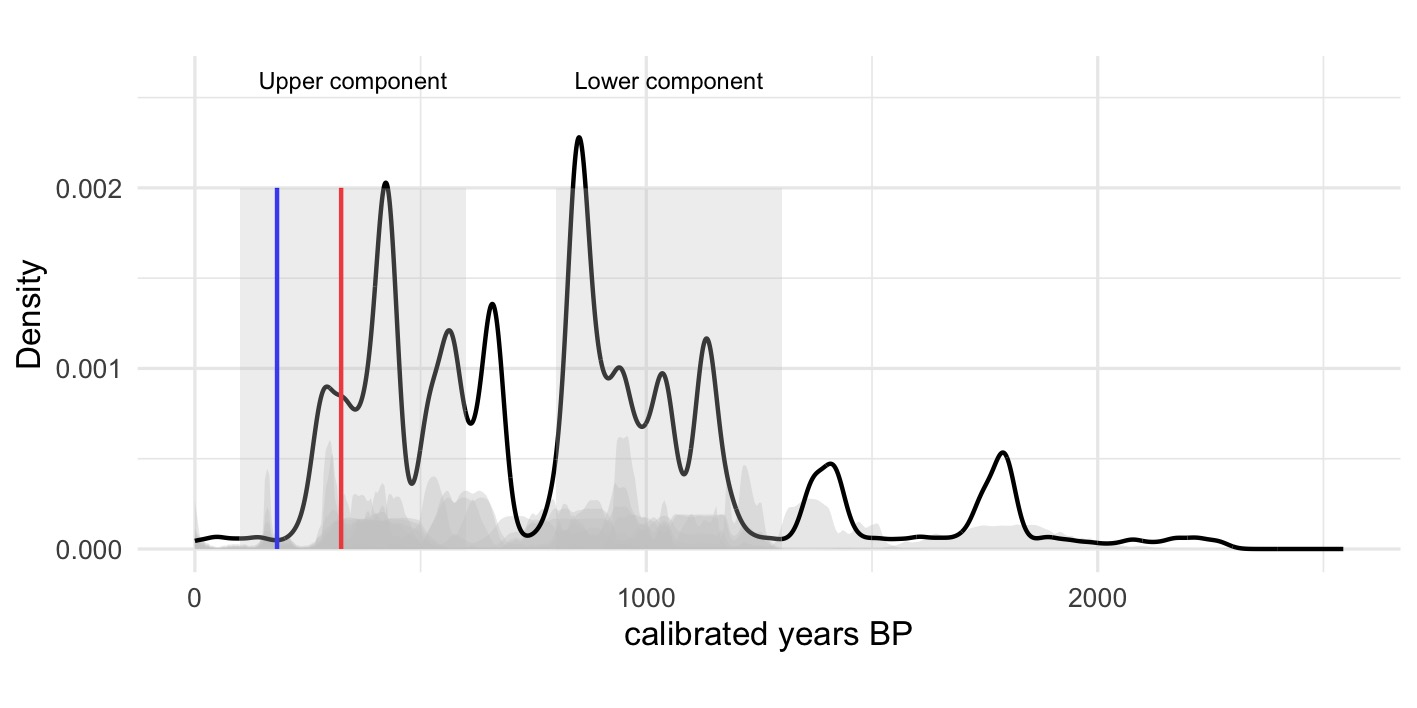 Upper component
Lower component
Density
0.002
0.001
0.000
0
1000
2000
calibrated years BP